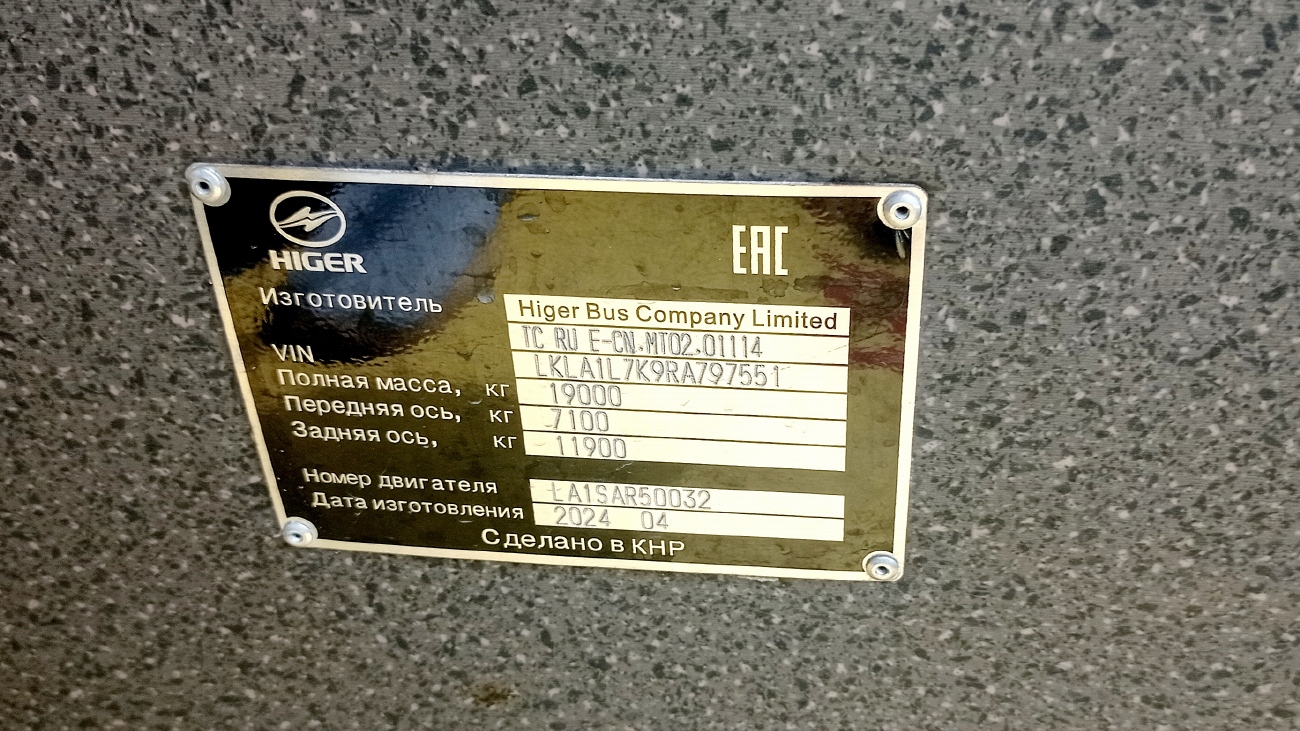 HIGER
EAC
Изготовитель Higer Bus Company Limited
TC RU E-CN.MT02.01114
VIN LKLA1L7K9RA797551
Полная масса, кг 19000
Передняя ось, кг 7100
Задняя ось, кг 11900
Номер двигателя LA1SAR50032
Дата изготовления 2024 04
Сделано в КНР